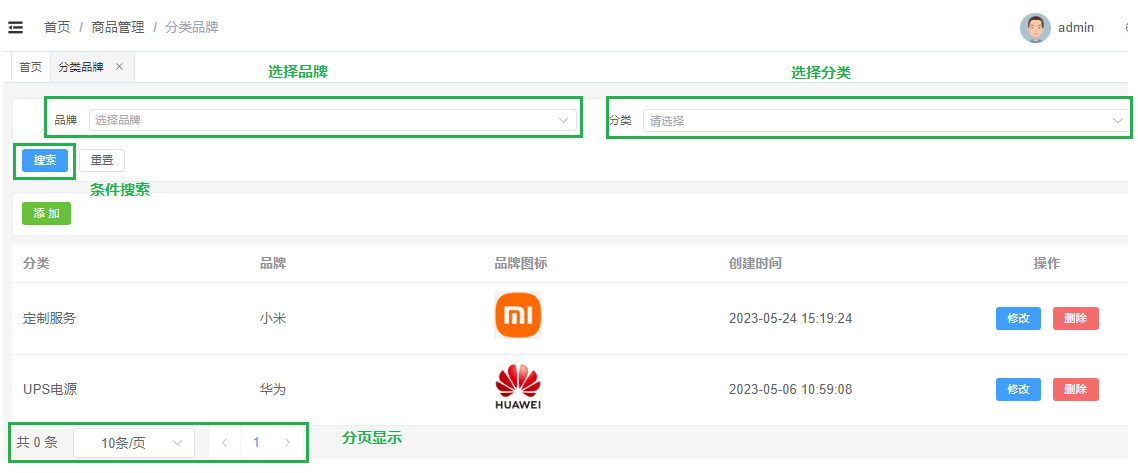 首页 / 商品管理 / 分类品牌
admin
首页 分类品牌 ×
选择品牌 选择分类
品牌 选择品牌 分类 请选择
搜索 重置
条件搜索
添加
分类 品牌 品牌图标 创建时间 操作
定制服务 小米 mi 2023-05-24 15:19:24 修改 删除
UPS电源 华为 HUAWEI 2023-05-06 10:59:08 修改 删除
共 0 条 10条/页 < 1 > 分页显示